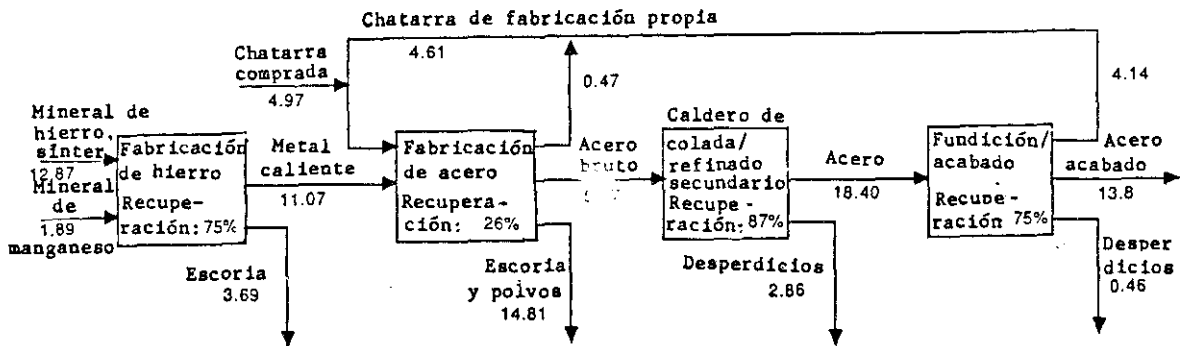 Chatarra de fabricación propia
4.61
Chatarra
comprada
4.97
0.47
4.14
Mineral de
hierro,
sinter
12.87
Mineral
de
1.89
manganeso
Fabricación
de hierro
Recupe-
ración: 75%
Metal
caliente
11.07
Escoria
3.69
Fabricación
de acero
Recupera-
ción: 26%
Acero
bruto
Escoria
y polvos
14.81
Caldero de
colada/
refinado
secundario
Recupe-
ración: 87%
Acero
18.40
Desperdicios
2.86
Fundición/
acabado
Recupe-
ración 75%
Acero
acabado
13.8
Desper
dicios
0.46